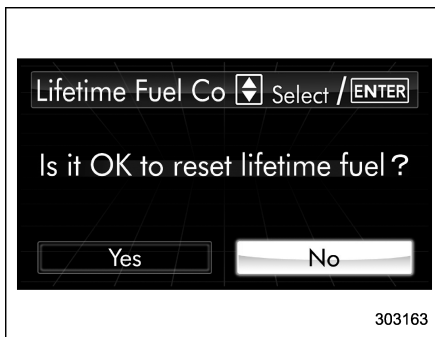 Lifetime Fuel Co Select / ENTER
Is it OK to reset lifetime fuel?
Yes No
303163